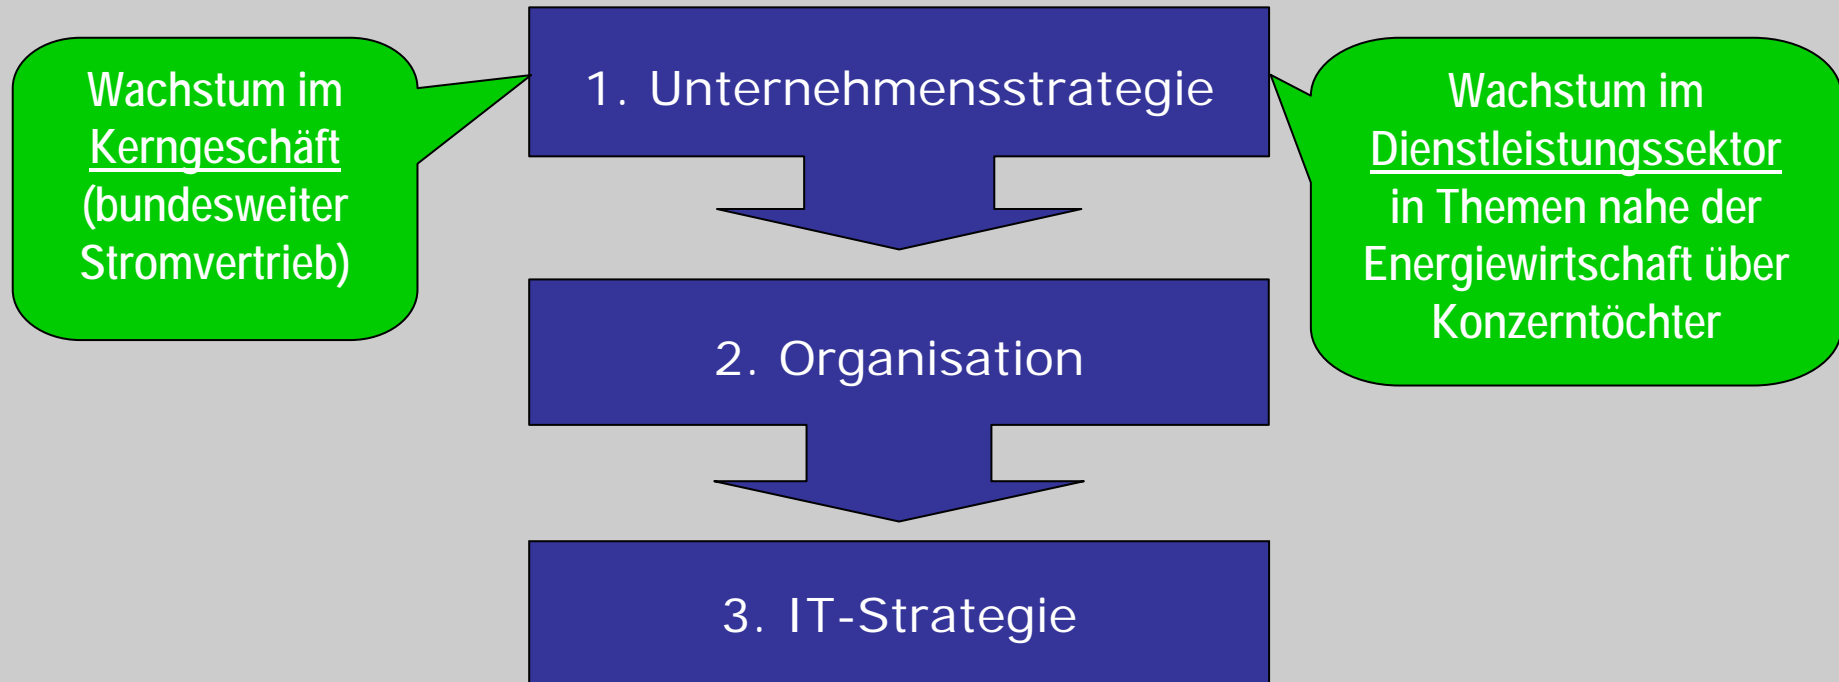 Wachstum im
Kerngeschäft
(bundesweiter
Stromvertrieb)
1. Unternehmensstrategie
Wachstum im
Dienstleistungssektor
in Themen nahe der
Energiewirtschaft über
Konzerntöchter
2. Organisation
3. IT-Strategie